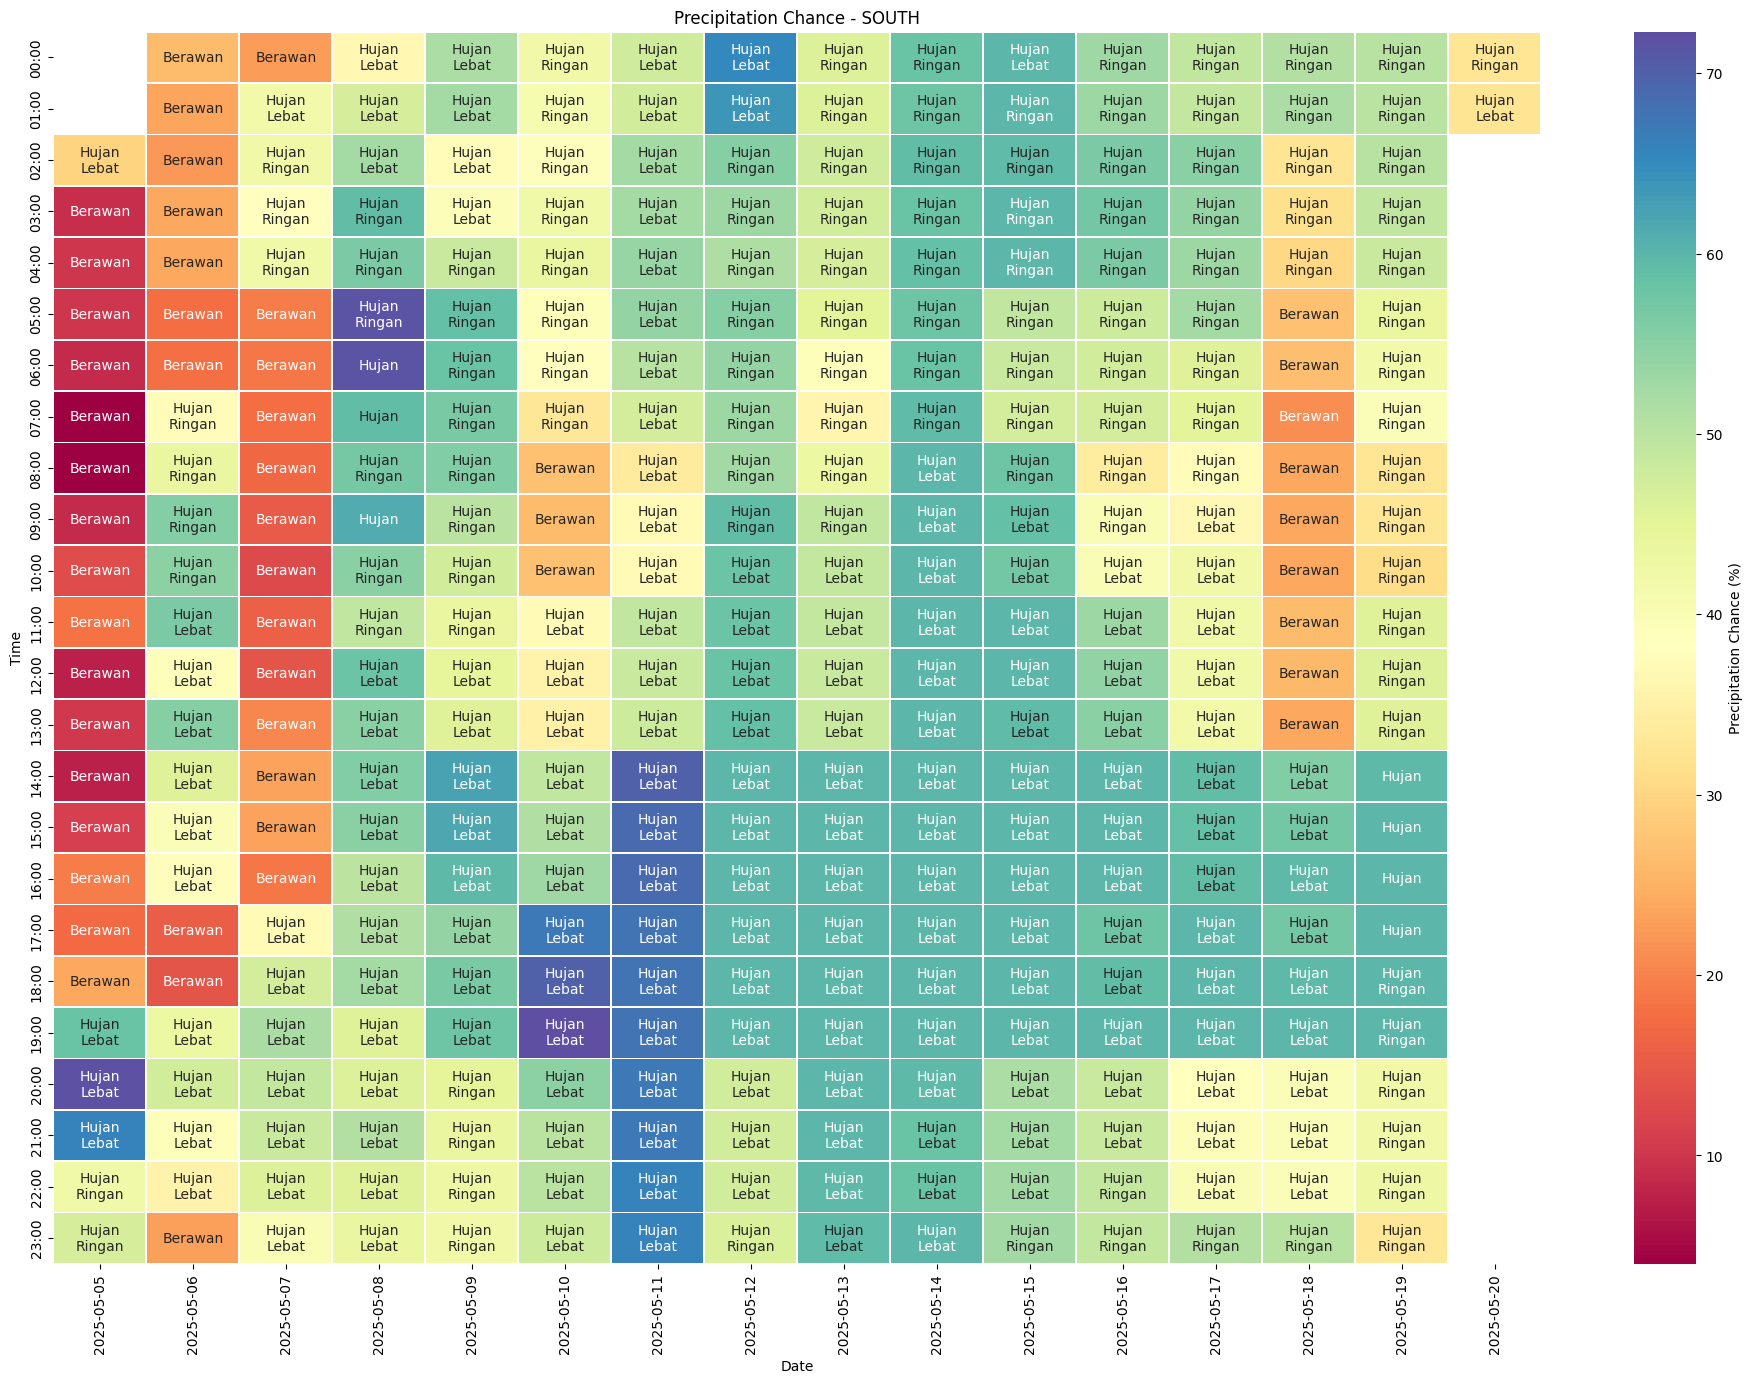 Precipitation Chance - SOUTH
Time
00:00 Berawan Berawan Hujan Lebat Hujan Lebat Hujan Ringan Hujan Lebat Hujan Lebat Hujan Ringan Hujan Ringan Hujan Lebat Hujan Ringan Hujan Ringan Hujan Ringan Hujan Ringan Hujan Ringan
01:00 Berawan Hujan Lebat Hujan Lebat Hujan Lebat Hujan Ringan Hujan Lebat Hujan Lebat Hujan Ringan Hujan Ringan Hujan Ringan Hujan Ringan Hujan Ringan Hujan Ringan Hujan Ringan Hujan Lebat
02:00 Hujan Lebat Berawan Hujan Ringan Hujan Lebat Hujan Lebat Hujan Ringan Hujan Lebat Hujan Ringan Hujan Ringan Hujan Ringan Hujan Ringan Hujan Ringan Hujan Ringan Hujan Ringan Hujan Ringan
03:00 Berawan Berawan Hujan Ringan Hujan Ringan Hujan Lebat Hujan Ringan Hujan Lebat Hujan Ringan Hujan Ringan Hujan Ringan Hujan Ringan Hujan Ringan Hujan Ringan Hujan Ringan Hujan Ringan
04:00 Berawan Berawan Hujan Ringan Hujan Ringan Hujan Ringan Hujan Ringan Hujan Lebat Hujan Ringan Hujan Ringan Hujan Ringan Hujan Ringan Hujan Ringan Hujan Ringan Hujan Ringan Hujan Ringan
05:00 Berawan Berawan Berawan Hujan Ringan Hujan Ringan Hujan Ringan Hujan Lebat Hujan Ringan Hujan Ringan Hujan Ringan Hujan Ringan Hujan Ringan Hujan Ringan Berawan Hujan Ringan
06:00 Berawan Berawan Berawan Hujan Hujan Ringan Hujan Ringan Hujan Lebat Hujan Ringan Hujan Ringan Hujan Ringan Hujan Ringan Hujan Ringan Hujan Ringan Berawan Hujan Ringan
07:00 Berawan Hujan Ringan Berawan Hujan Hujan Ringan Hujan Ringan Hujan Lebat Hujan Ringan Hujan Ringan Hujan Ringan Hujan Ringan Hujan Ringan Hujan Ringan Berawan Hujan Ringan
08:00 Berawan Hujan Ringan Berawan Hujan Ringan Hujan Ringan Berawan Hujan Lebat Hujan Ringan Hujan Ringan Hujan Lebat Hujan Ringan Hujan Ringan Hujan Ringan Berawan Hujan Ringan
09:00 Berawan Hujan Ringan Berawan Hujan Hujan Ringan Berawan Hujan Lebat Hujan Ringan Hujan Ringan Hujan Lebat Hujan Lebat Hujan Ringan Hujan Lebat Berawan Hujan Ringan
10:00 Berawan Hujan Ringan Berawan Hujan Ringan Hujan Ringan Berawan Hujan Lebat Hujan Lebat Hujan Lebat Hujan Lebat Hujan Lebat Hujan Lebat Hujan Lebat Berawan Hujan Ringan
11:00 Berawan Hujan Lebat Berawan Hujan Ringan Hujan Ringan Hujan Lebat Hujan Lebat Hujan Lebat Hujan Lebat Hujan Lebat Hujan Lebat Hujan Lebat Hujan Lebat Berawan Hujan Ringan
12:00 Berawan Hujan Lebat Berawan Hujan Lebat Hujan Lebat Hujan Lebat Hujan Lebat Hujan Lebat Hujan Lebat Hujan Lebat Hujan Lebat Hujan Lebat Hujan Lebat Berawan Hujan Ringan
13:00 Berawan Hujan Lebat Berawan Hujan Lebat Hujan Lebat Hujan Lebat Hujan Lebat Hujan Lebat Hujan Lebat Hujan Lebat Hujan Lebat Hujan Lebat Hujan Lebat Berawan Hujan Ringan
14:00 Berawan Hujan Lebat Berawan Hujan Lebat Hujan Lebat Hujan Lebat Hujan Lebat Hujan Lebat Hujan Lebat Hujan Lebat Hujan Lebat Hujan Lebat Hujan Lebat Hujan Lebat Hujan
15:00 Berawan Hujan Lebat Berawan Hujan Lebat Hujan Lebat Hujan Lebat Hujan Lebat Hujan Lebat Hujan Lebat Hujan Lebat Hujan Lebat Hujan Lebat Hujan Lebat Hujan Lebat Hujan
16:00 Berawan Hujan Lebat Berawan Hujan Lebat Hujan Lebat Hujan Lebat Hujan Lebat Hujan Lebat Hujan Lebat Hujan Lebat Hujan Lebat Hujan Lebat Hujan Lebat Hujan Lebat Hujan
17:00 Berawan Berawan Hujan Lebat Hujan Lebat Hujan Lebat Hujan Lebat Hujan Lebat Hujan Lebat Hujan Lebat Hujan Lebat Hujan Lebat Hujan Lebat Hujan Lebat Hujan Lebat Hujan
18:00 Berawan Berawan Hujan Lebat Hujan Lebat Hujan Lebat Hujan Lebat Hujan Lebat Hujan Lebat Hujan Lebat Hujan Lebat Hujan Lebat Hujan Lebat Hujan Lebat Hujan Lebat Hujan Ringan
19:00 Hujan Lebat Hujan Lebat Hujan Lebat Hujan Lebat Hujan Lebat Hujan Lebat Hujan Lebat Hujan Lebat Hujan Lebat Hujan Lebat Hujan Lebat Hujan Lebat Hujan Lebat Hujan Lebat Hujan Ringan
20:00 Hujan Lebat Hujan Lebat Hujan Lebat Hujan Lebat Hujan Ringan Hujan Lebat Hujan Lebat Hujan Lebat Hujan Lebat Hujan Lebat Hujan Lebat Hujan Lebat Hujan Lebat Hujan Lebat Hujan Ringan
21:00 Hujan Lebat Hujan Lebat Hujan Lebat Hujan Lebat Hujan Ringan Hujan Lebat Hujan Lebat Hujan Lebat Hujan Lebat Hujan Lebat Hujan Lebat Hujan Lebat Hujan Lebat Hujan Lebat Hujan Ringan
22:00 Hujan Ringan Hujan Lebat Hujan Lebat Hujan Lebat Hujan Ringan Hujan Lebat Hujan Lebat Hujan Lebat Hujan Lebat Hujan Lebat Hujan Lebat Hujan Ringan Hujan Lebat Hujan Lebat Hujan Ringan
23:00 Hujan Ringan Berawan Hujan Lebat Hujan Lebat Hujan Ringan Hujan Lebat Hujan Lebat Hujan Ringan Hujan Lebat Hujan Lebat Hujan Ringan Hujan Ringan Hujan Ringan Hujan Ringan Hujan Ringan
2025-05-05 2025-05-06 2025-05-07 2025-05-08 2025-05-09 2025-05-10 2025-05-11 2025-05-12 2025-05-13 2025-05-14 2025-05-15 2025-05-16 2025-05-17 2025-05-18 2025-05-19 2025-05-20
Date
70
60
50
40
30
20
10
Precipitation Chance (%)